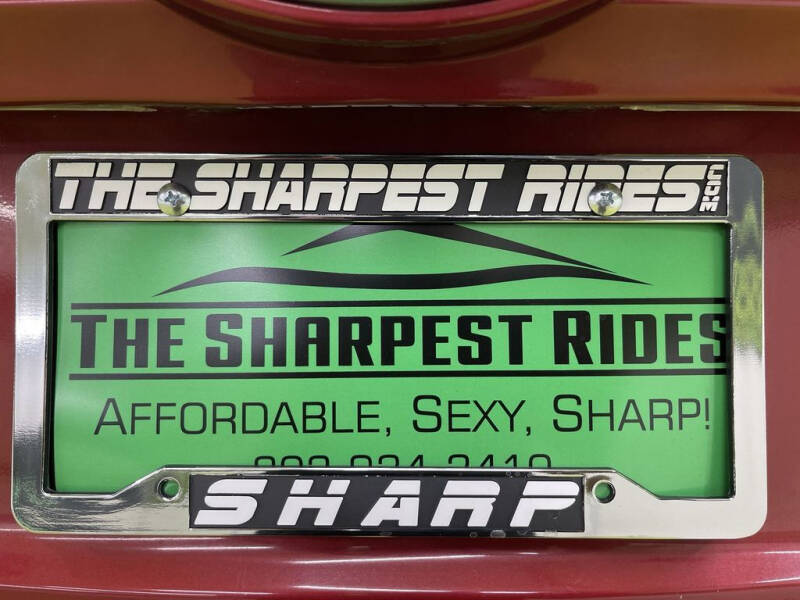 THE SHARPEST RIDES
THE SHARPEST RIDES
AFFORDABLE, SEXY, SHARP!
SHARP